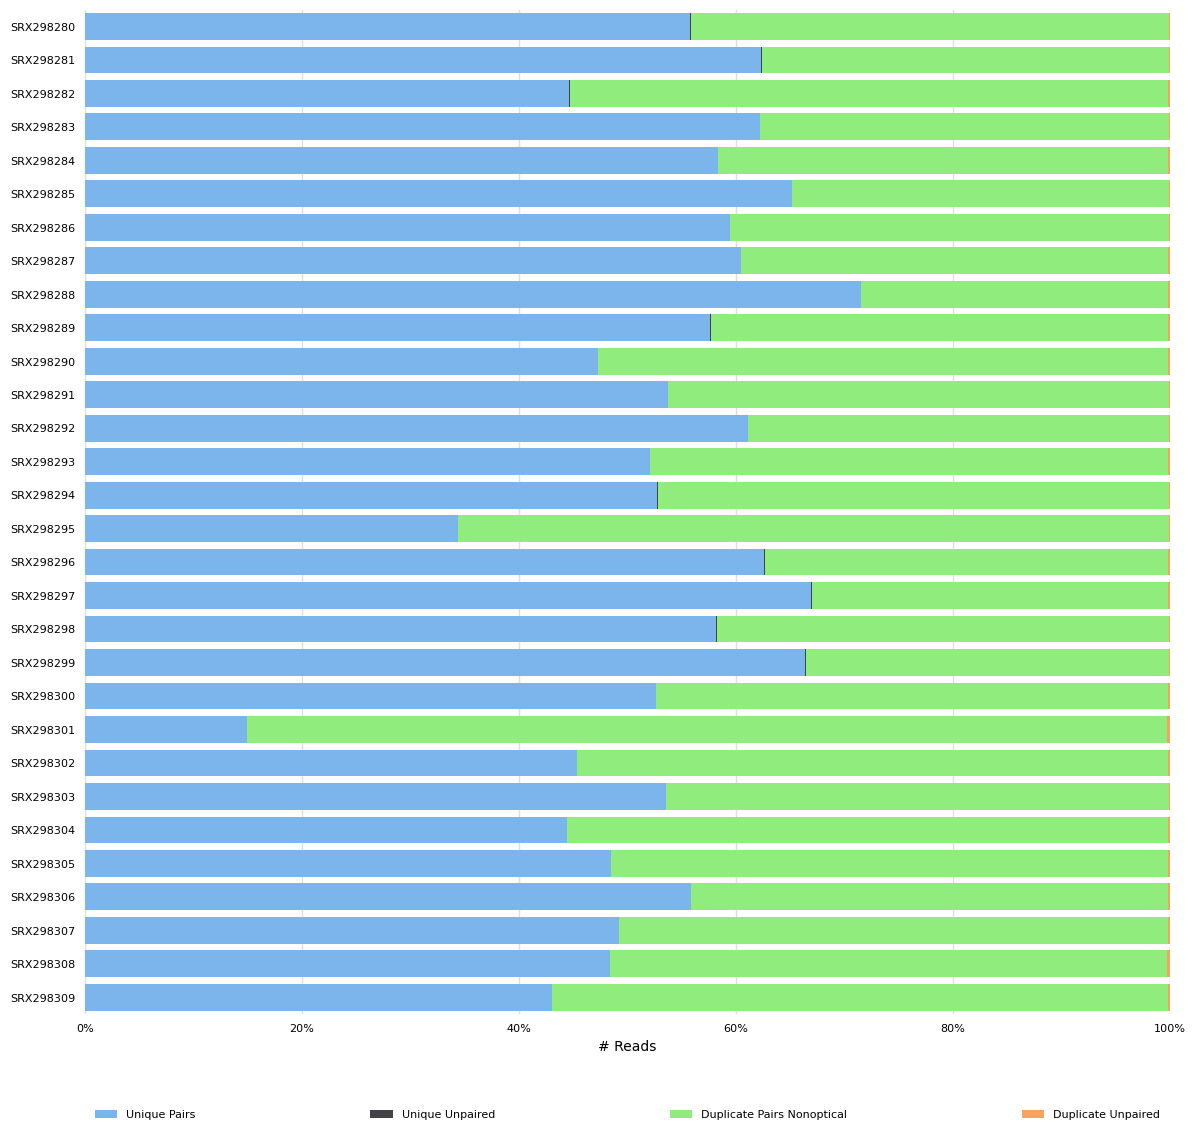 SRX298280
SRX298281
SRX298282
SRX298283
SRX298284
SRX298285
SRX298286
SRX298287
SRX298288
SRX298289
SRX298290
SRX298291
SRX298292
SRX298293
SRX298294
SRX298295
SRX298296
SRX298297
SRX298298
SRX298299
SRX298300
SRX298301
SRX298302
SRX298303
SRX298304
SRX298305
SRX298306
SRX298307
SRX298308
SRX298309
0% 20% 40% 60% 80% 100%
# Reads
Unique Pairs Unique Unpaired Duplicate Pairs Nonoptical Duplicate Unpaired